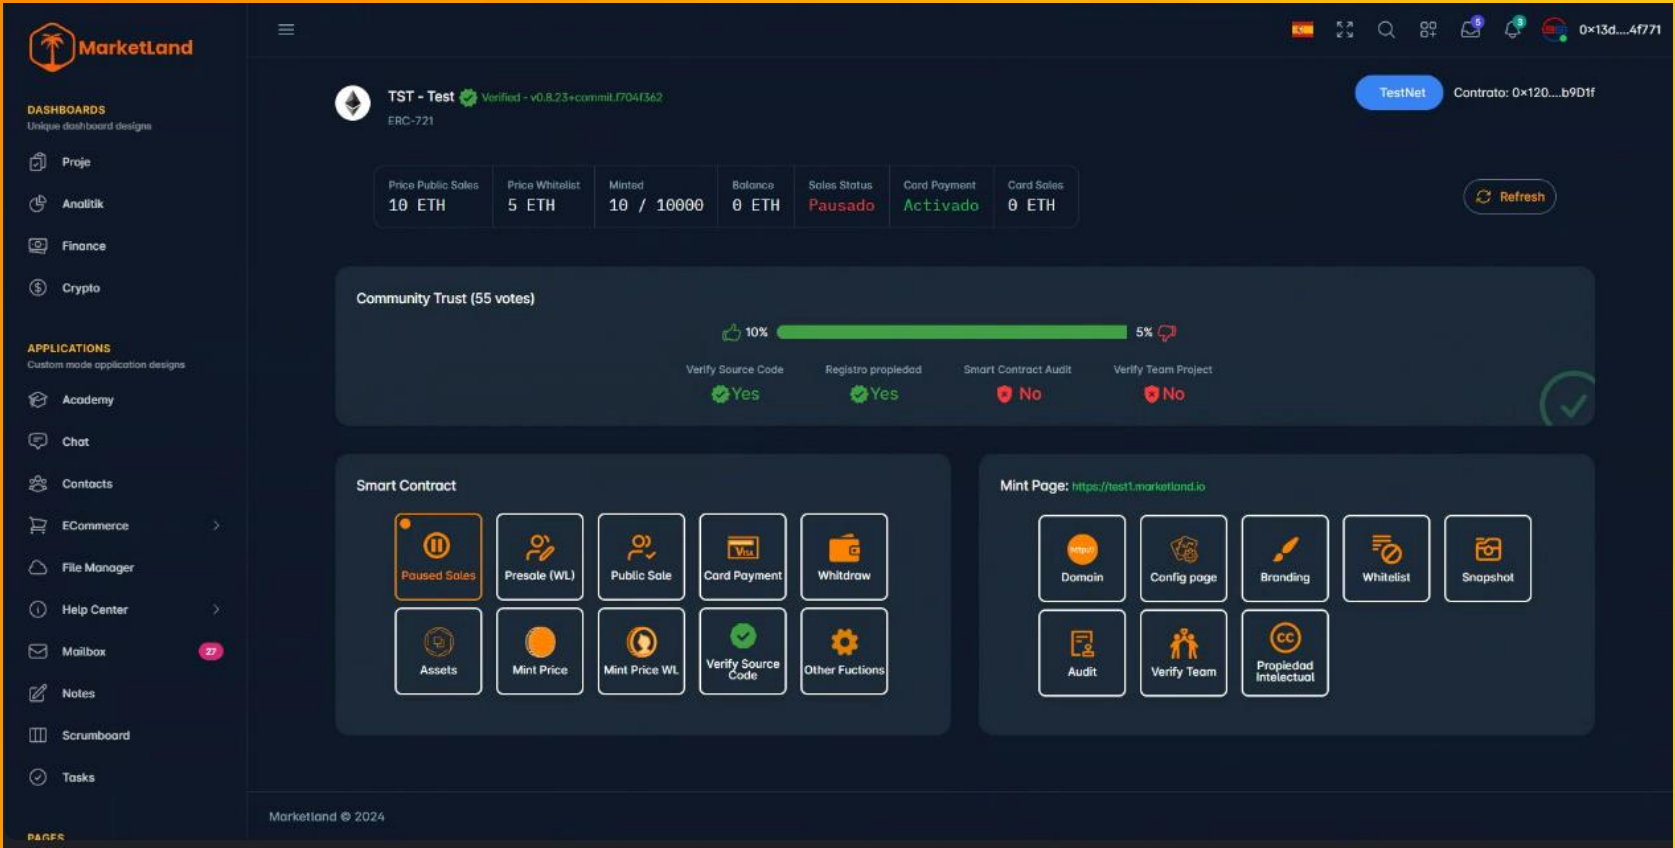 MarketLand
5
3
0x13d....4f771
DASHBOARDS
Unique dashboard designs
Proje
Analitik
Finance
Crypto
APPLICATIONS
Custom mode application designs
Academy
Chat
Contacts
ECommerce
File Manager
Help Center
Mailbox
27
Notes
Scrumboard
Tasks
PAGES
TST - Test Verified - v0.8.23+commit.f704f362
ERC-721
TestNet
Contrato: 0x120....b9D1f
Price Public Sales
10 ETH
Price Whitelist
5 ETH
Minted
10 / 10000
Balance
0 ETH
Sales Status
Pausado
Card Payment
Activado
Card Sales
0 ETH
Refresh
Community Trust (55 votes)
10%
5%
Verify Source Code
Yes
Registro propiedad
Yes
Smart Contract Audit
No
Verify Team Project
No
Smart Contract
Paused Sales
Presale (WL)
Public Sale
VISA
Card Payment
Whitdraw
Assets
Mint Price
Mint Price WL
Verify Source
Code
Other Fuctions
Mint Page: https://test1.marketland.io
http://
Domain
Config page
Branding
Whitelist
Snapshot
Audit
Verify Team
CC
Propiedad
Intelectual
Marketland © 2024